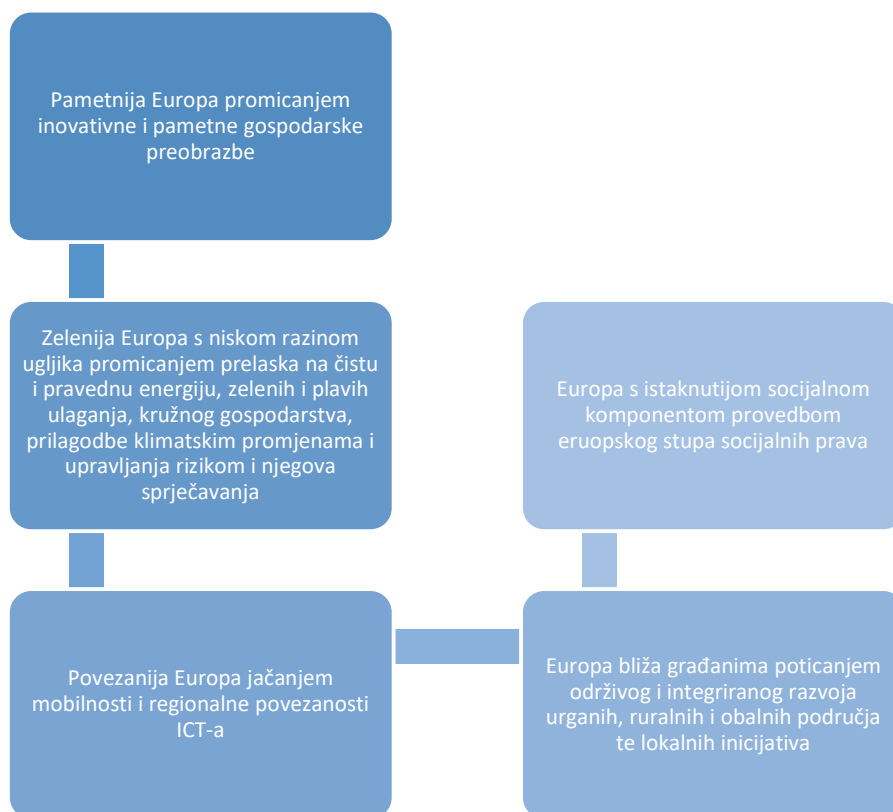 Pametnija Europa promicanjem
inovativne i pametne gospodarske
preobrazbe
Zelenija Europa s niskom razinom
ugljika promicanjem prelaska na čistu
i pravednu energiju, zelenih i plavih
ulaganja, kružnog gospodarstva,
prilagodbe klimatskim promjenama i
upravljanja rizikom i njegova
sprječavanja
Povezanija Europa jačanjem
mobilnosti i regionalne povezanosti
ICT-a
Europa bliža građanima poticanjem
održivog i integriranog razvoja
urganih, ruralnih i obalnih područja
te lokalnih inicijativa
Europa s istaknutijom socijalnom
komponentom provedbom
eruopskog stupa socijalnih prava